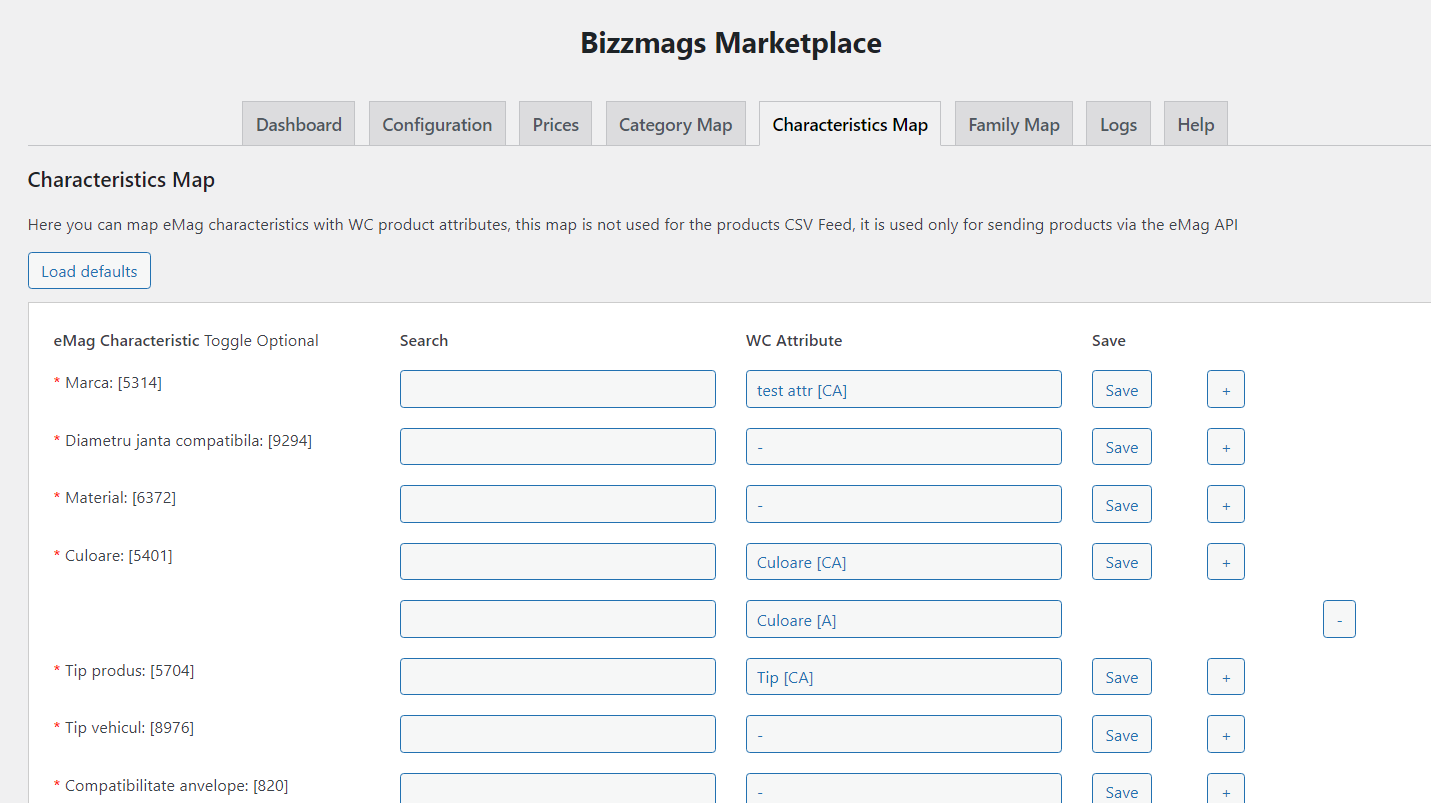 Bizzmags Marketplace
Dashboard Configuration Prices Category Map Characteristics Map Family Map Logs Help
Characteristics Map
Here you can map eMag characteristics with WC product attributes, this map is not used for the products CSV Feed, it is used only for sending products via the eMag API
Load defaults
eMag Characteristic Toggle Optional Search WC Attribute Save
* Marca: [5314] test attr [CA] Save +
* Diametru janta compatibila: [9294] - Save +
* Material: [6372] - Save +
* Culoare: [5401] Culoare [CA] Save +
Culoare [A] -
* Tip produs: [5704] Tip [CA] Save +
* Tip vehicul: [8976] - Save +
* Compatibilitate anvelope: [820] - Save +